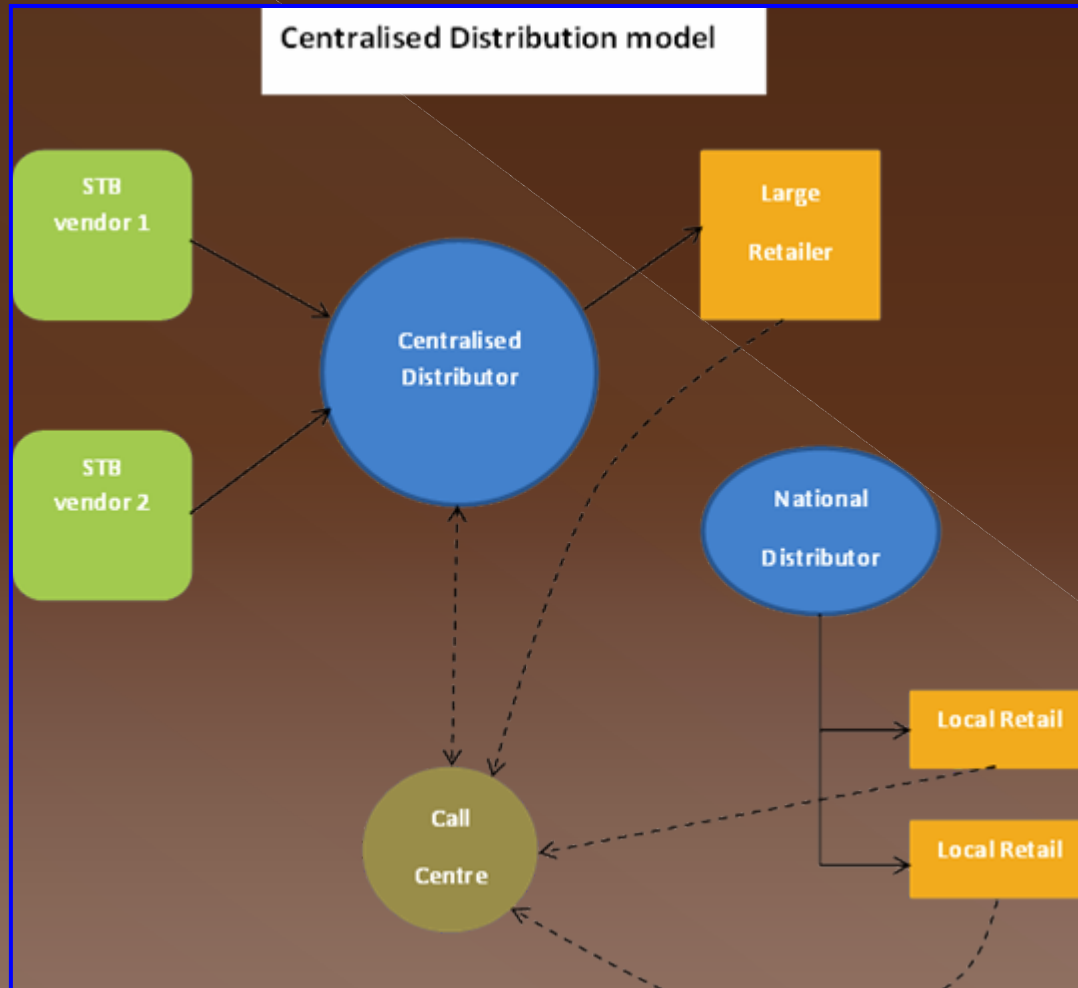 Centralised Distribution model
STB
vendor 1
Large
Retailer
Centralised
Distributor
STB
vendor 2
National
Distributor
Local Retail
Call
Centre
Local Retail